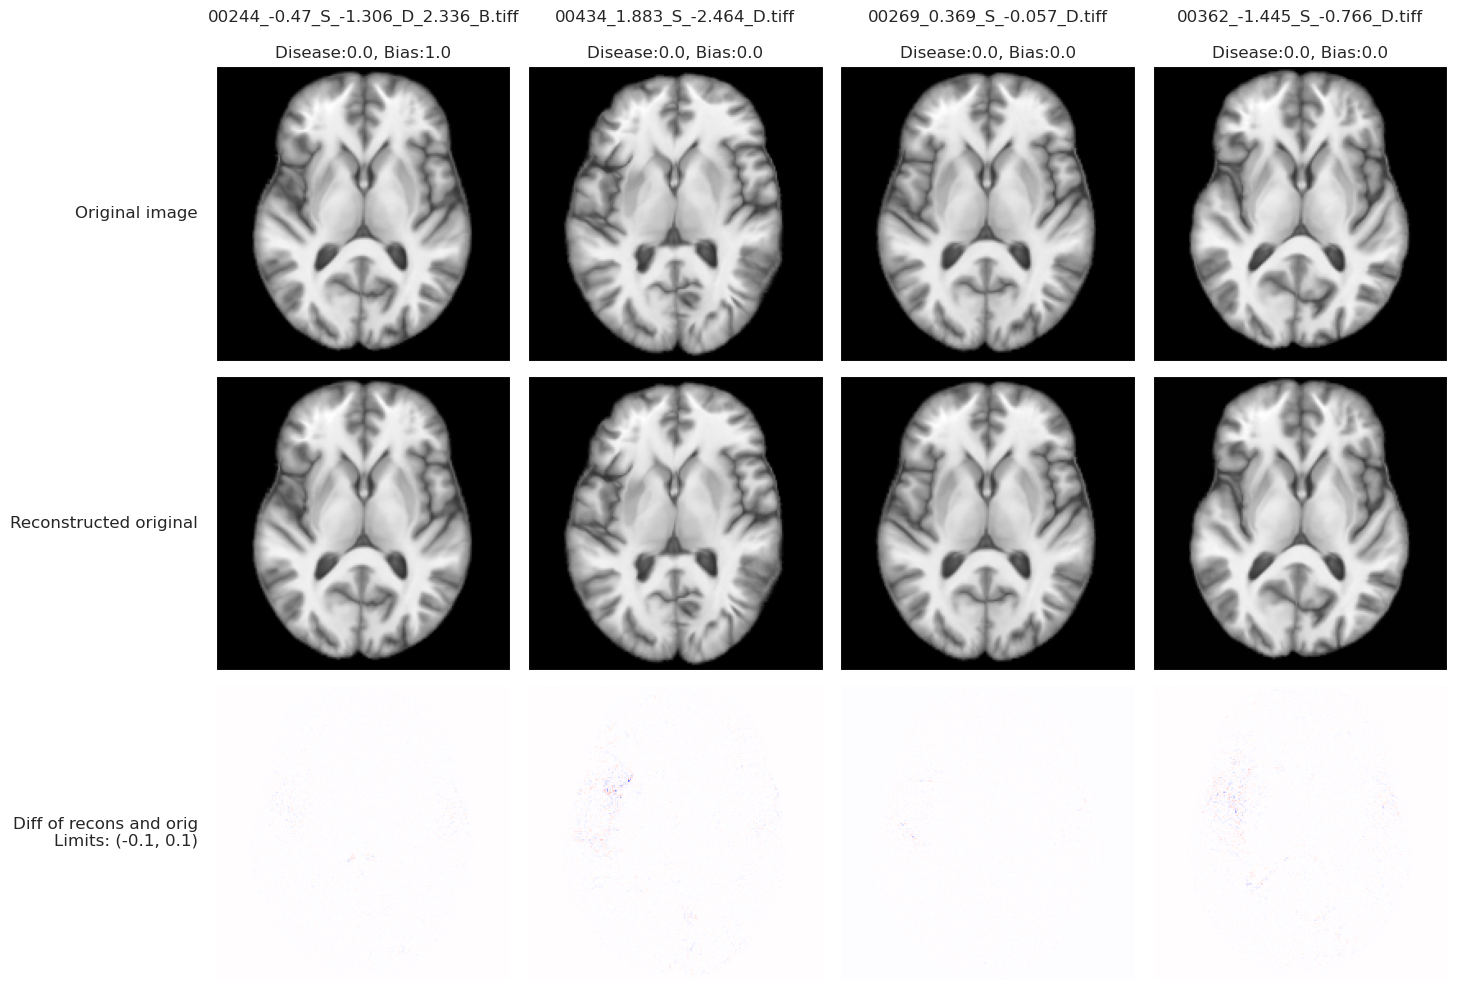 00244_-0.47_S_-1.306_D_2.336_B.tiff
00434_1.883_S_-2.464_D.tiff
00269_0.369_S_-0.057_D.tiff
00362_-1.445_S_-0.766_D.tiff
Disease:0.0, Bias:1.0
Disease:0.0, Bias:0.0
Disease:0.0, Bias:0.0
Disease:0.0, Bias:0.0
Original image
Reconstructed original
Diff of recons and orig
Limits: (-0.1, 0.1)